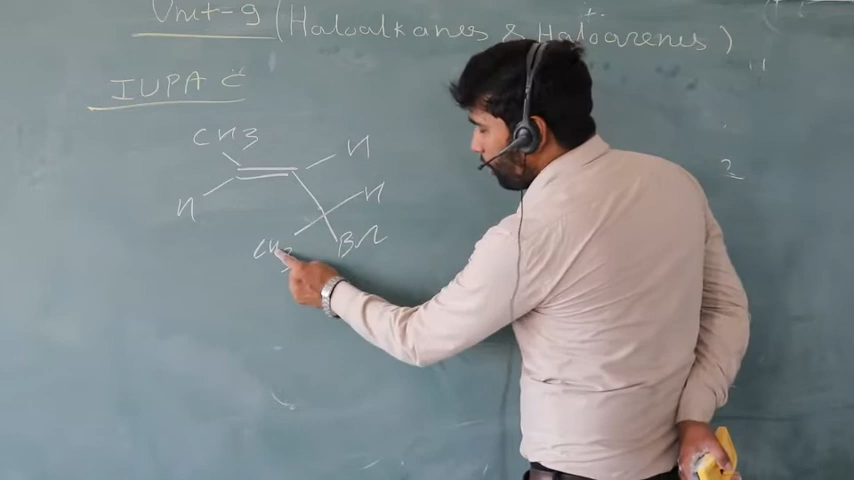 Unit-9 (Haloalkanes & Haloarenes)
IUPAC
CH3
H
H
H
CH3
Br